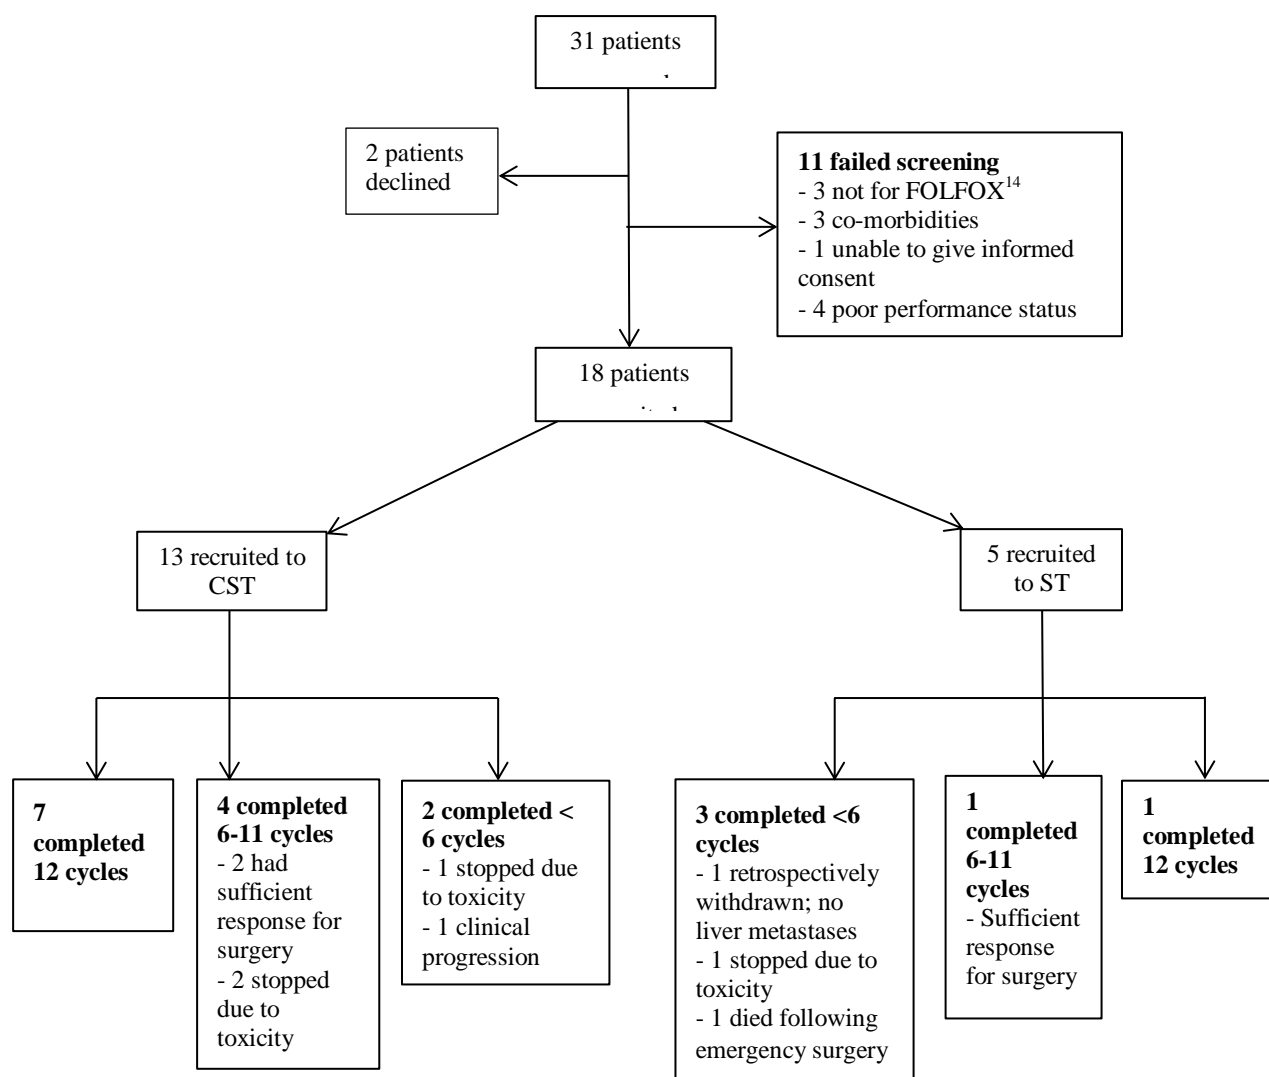 31 patients
2 patients
declined
11 failed screening
- 3 not for FOLFOX14
- 3 co-morbidities
- 1 unable to give informed
consent
- 4 poor performance status
18 patients
13 recruited to
CST
5 recruited
to ST
7
completed
12 cycles
4 completed
6-11 cycles
- 2 had
sufficient
response for
surgery
- 2 stopped
due to
toxicity
2 completed <
6 cycles
- 1 stopped due
to toxicity
- 1 clinical
progression
3 completed <6
cycles
- 1 retrospectively
withdrawn; no
liver metastases
- 1 stopped due to
toxicity
- 1 died following
emergency surgery
1
completed
6-11
cycles
- Sufficient
response
for surgery
1
completed
12 cycles